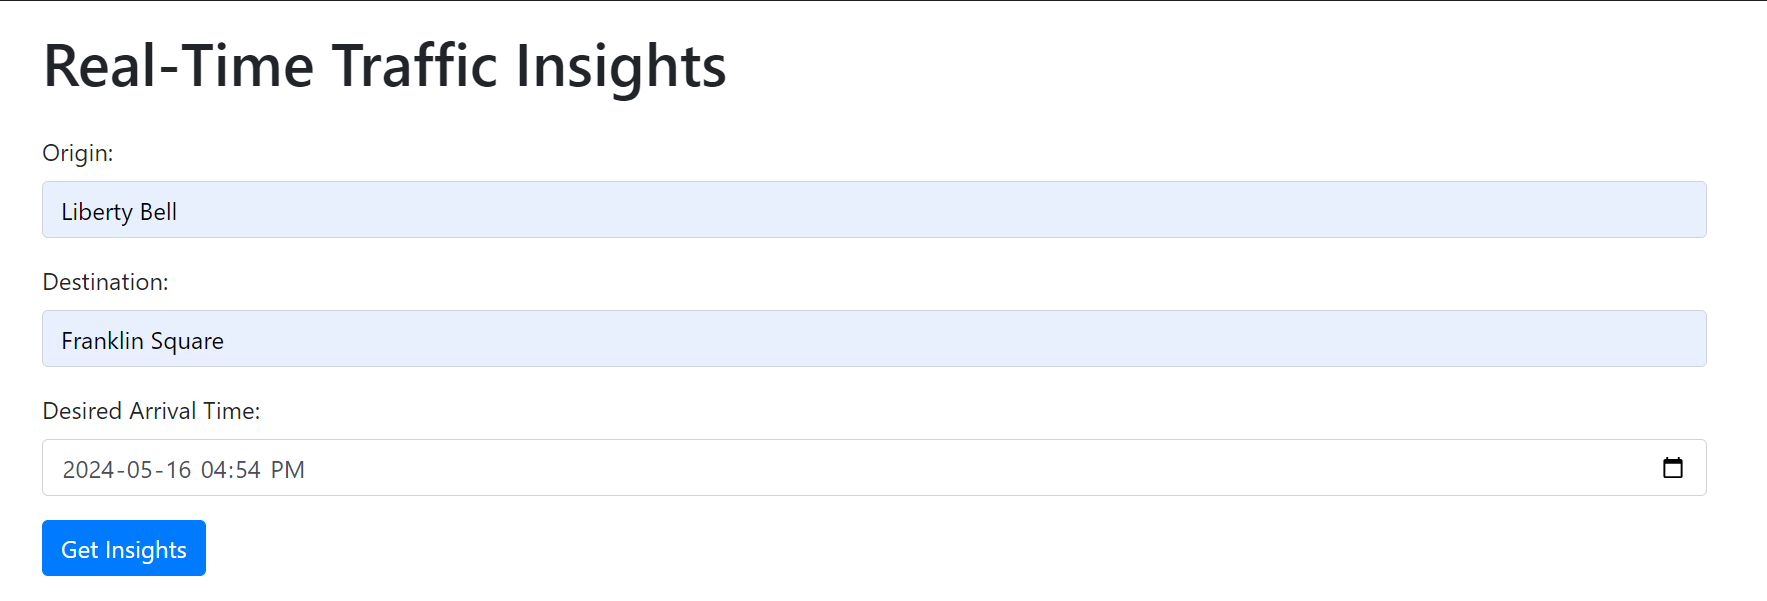 Real-Time Traffic Insights
Origin:
Liberty Bell
Destination:
Franklin Square
Desired Arrival Time:
2024-05-16 04:54 PM
Get Insights